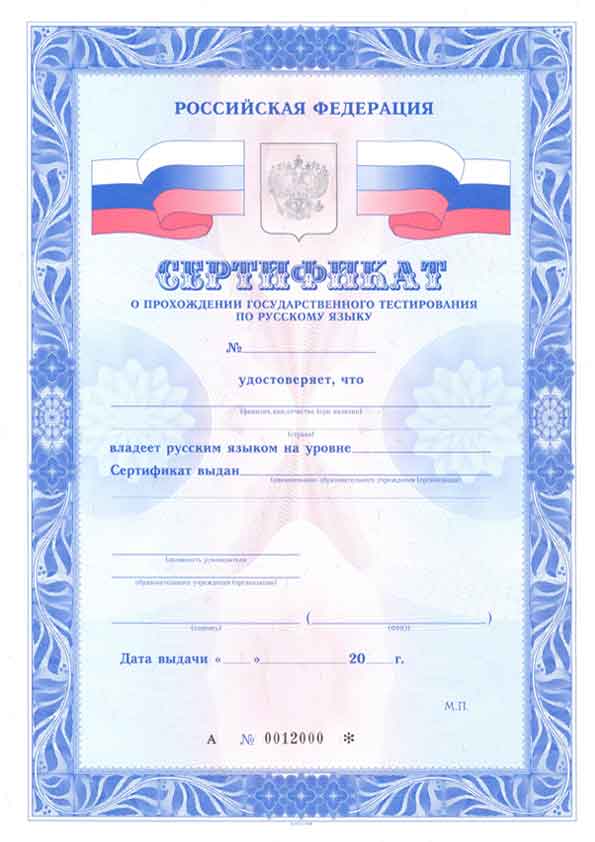 РОССИЙСКАЯ ФЕДЕРАЦИЯ
СЕРТИФИКАТ
О ПРОХОЖДЕНИИ ГОСУДАРСТВЕННОГО ТЕСТИРОВАНИЯ
ПО РУССКОМУ ЯЗЫКУ
№
удостоверяет, что
(фамилия, имя, отчество (при наличии)
(страна)
владеет русским языком на уровне
Сертификат выдан
(наименование образовательного учреждения (организации)
(должность руководителя
образовательного учреждения (организации)
( )
(подпись) (ФИО)
Дата выдачи « » 20 г.
М.П.
А № 0012000 *